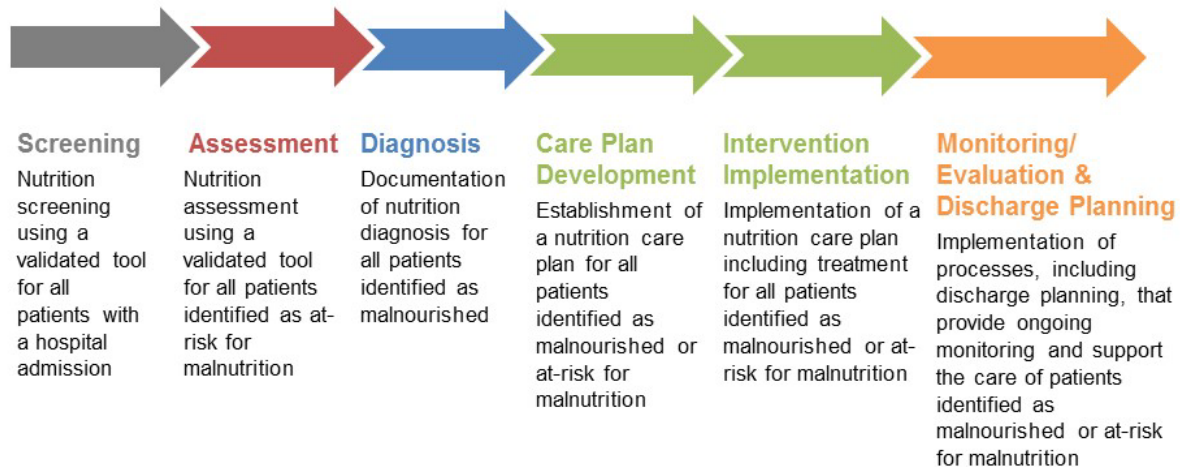 Screening
Nutrition
screening
using a
validated tool
for all
patients with
a hospital
admission
Assessment
Nutrition
assessment
using a
validated tool
for all patients
identified as at-
risk for
malnutrition
Diagnosis
Documentation
of nutrition
diagnosis for
all patients
identified as
malnourished
Care Plan
Development
Establishment of
a nutrition care
plan for all
patients
identified as
malnourished or
at-risk for
malnutrition
Intervention
Implementation
Implementation of a
nutrition care plan
including treatment
for all patients
identified as
malnourished or at-
risk for malnutrition
Monitoring/
Evaluation &
Discharge Planning
Implementation of
processes, including
discharge planning, that
provide ongoing
monitoring and support
the care of patients
identified as
malnourished or at-risk
for malnutrition